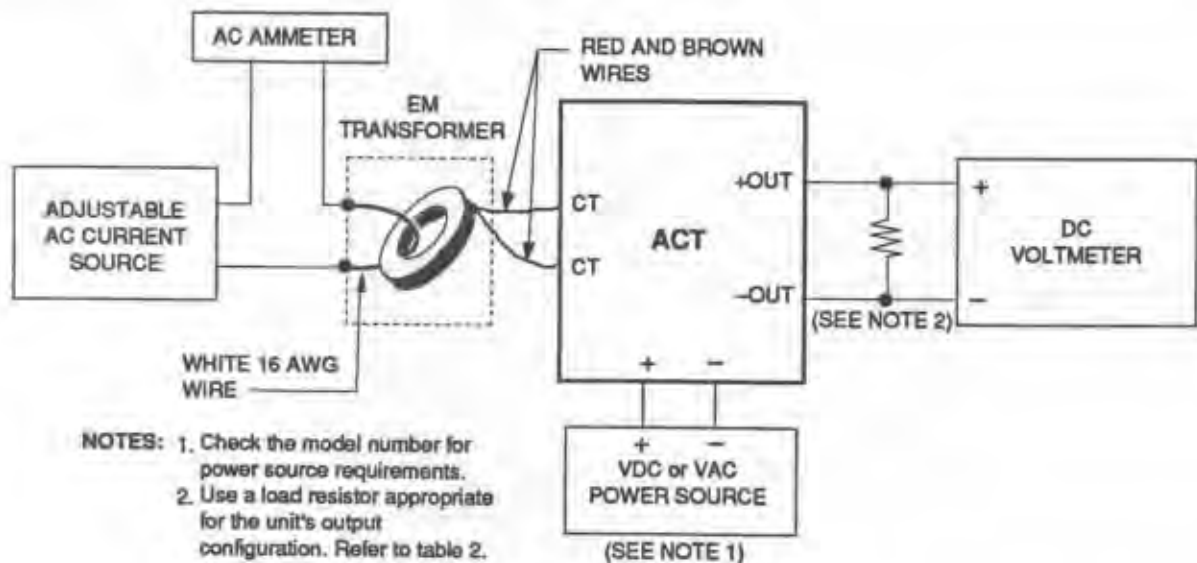 AC AMMETER
RED AND BROWN
WIRES
EM
TRANSFORMER
ADJUSTABLE
AC CURRENT
SOURCE
CT
CT
ACT
+OUT
–OUT
+
–
+
DC
VOLTMETER
–
(SEE NOTE 2)
WHITE 16 AWG
WIRE
+
–
VDC or VAC
POWER SOURCE
(SEE NOTE 1)
NOTES: 1. Check the model number for
power source requirements.
2. Use a load resistor appropriate
for the unit's output
configuration. Refer to table 2.